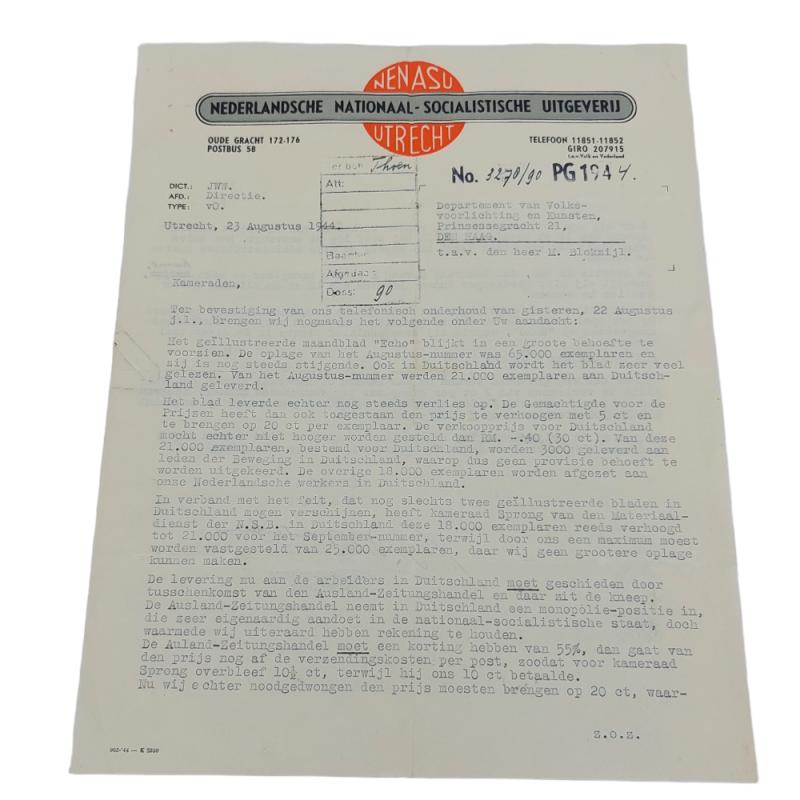 NENASU
NEDERLANDSCHE NATIONAAL-SOCIALISTISCHE UITGEVERIJ
UTRECHT
OUDE GRACHT 172-176
POSTBUS 58
TELEFOON 11851-11852
GIRO 207915
t.n.v. Volk en Vaderland
Thoen
No. 3270/90 PG 1944.
Att:
DICT.: JWM.
AFD.: Directie.
TYPE: vO.
Departement van Volks-
voorlichting en Kunsten,
Prinsessegracht 21,
DEN HAAG.
Utrecht, 23 Augustus 1944.
t.a.v. den heer M. Blokzijl.
Afgedaan:
Doss: 90
Kameraden,
Ter bevestiging van ons telefonisch onderhoud van gisteren, 22 Augustus
j.l., brengen wij nogmaals het volgende onder Uw aandacht:
Het geïllustreerde maandblad "Echo" blijkt in een groote behoefte te
voorzien. De oplage van het Augustus-nummer was 65.000 exemplaren en
zij is nog steeds stijgende. Ook in Duitschland wordt het blad zeer veel
gelezen. Van het Augustus-nummer werden 21.000 exemplaren aan Duitsch-
land geleverd.
Het blad leverde echter nog steeds verlies op. De Gemachtigde voor de
Prijzen heeft dan ook toegestaan den prijs te verhoogen met 5 ct en
te brengen op 20 ct per exemplaar. De verkoopprijs voor Duitschland
mocht echter niet hooger worden gesteld dan RM. -.40 (30 ct). Van deze
21.000 exemplaren, bestemd voor Duitschland, worden 3000 geleverd aan
leden der Beweging in Duitschland, waarop dus geen provisie behoeft te
worden uitgekeerd. De overige 18.000 exemplaren worden afgezet aan
onze Nederlandsche werkers in Duitschland.
In verband met het feit, dat nog slechts twee geïllustreerde bladen in
Duitschland mogen verschijnen, heeft kameraad Sprong van den Materiaal-
dienst der N.S.B. in Duitschland deze 18.000 exemplaren reeds verhoogd
tot 21.000 voor het September-nummer, terwijl door ons een maximum moest
worden vastgesteld van 25.000 exemplaren, daar wij geen grootere oplage
kunnen maken.
De levering nu aan de arbeiders in Duitschland moet geschieden door
tusschenkomst van den Ausland-Zeitungshandel en daar zit de kneep.
De Ausland-Zeitungshandel neemt in Duitschland een monopolie-positie in,
die zeer eigenaardig aandoet in de nationaal-socialistische staat, doch
waarmede wij uiteraard hebben rekening te houden.
De Auland-Zeitungshandel moet een korting hebben van 55%, dan gaat van
den prijs nog af de verzendingskosten per post, zoodat voor kameraad
Sprong overbleef 10½ ct, terwijl hij ons 10 ct betaalde.
Nu wij echter noodgedwongen den prijs moesten brengen op 20 ct, waar-
z.o.z.